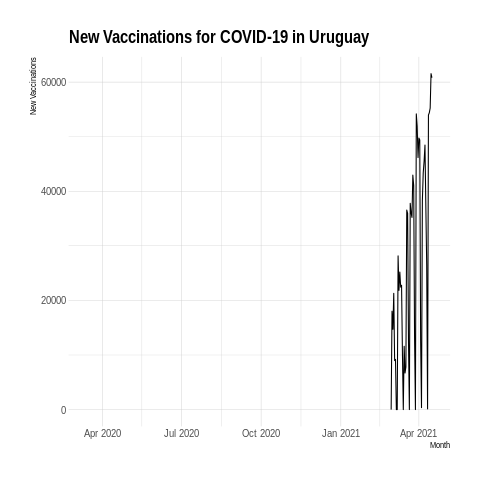 New Vaccinations for COVID-19 in Uruguay
New Vaccinations
60000
40000
20000
0
Apr 2020 Jul 2020 Oct 2020 Jan 2021 Apr 2021
Month